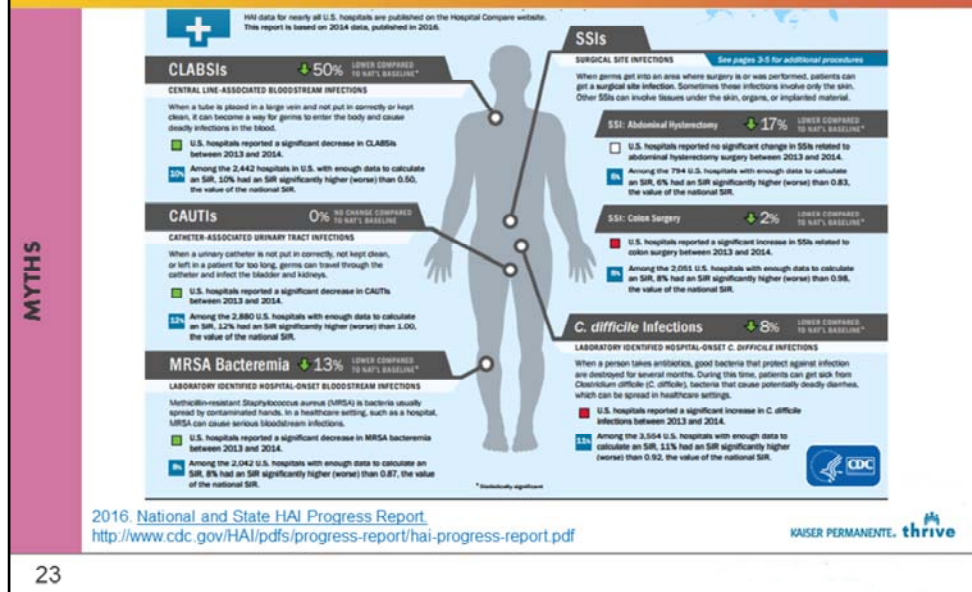 HAI data for nearly all U.S. hospitals are published on the Hospital Compare website.
This report is based on 2014 data, published in 2016.
CLABSIs 50% LOWER COMPARED TO NAT'L BASELINE*
CENTRAL LINE-ASSOCIATED BLOODSTREAM INFECTIONS
When a tube is placed in a large vein and not put in correctly or kept
clean, it can become a way for germs to enter the body and cause
deadly infections in the blood.
U.S. hospitals reported a significant decrease in CLABSIs
between 2013 and 2014.
10% Among the 2,442 hospitals in U.S. with enough data to calculate
an SIR, 10% had an SIR significantly higher (worse) than 0.50,
the value of the national SIR.
CAUTIs 0% NO CHANGE COMPARED TO NAT'L BASELINE
CATHETER-ASSOCIATED URINARY TRACT INFECTIONS
When a urinary catheter is not put in correctly, not kept clean,
or left in a patient for too long, germs can travel through the
catheter and infect the bladder and kidneys.
U.S. hospitals reported a significant decrease in CAUTIs
between 2013 and 2014.
12% Among the 2,880 U.S. hospitals with enough data to calculate
an SIR, 12% had an SIR significantly higher (worse) than 1.00,
the value of the national SIR.
MRSA Bacteremia 13% LOWER COMPARED TO NAT'L BASELINE*
LABORATORY IDENTIFIED HOSPITAL-ONSET BLOODSTREAM INFECTIONS
Methicillin-resistant Staphylococcus aureus (MRSA) is bacteria usually
spread by contaminated hands. In a healthcare setting, such as a hospital,
MRSA can cause serious bloodstream infections.
U.S. hospitals reported a significant decrease in MRSA bacteremia
between 2013 and 2014.
8% Among the 2,042 U.S. hospitals with enough data to calculate an
SIR, 8% had an SIR significantly higher (worse) than 0.87, the value
of the national SIR.
SSIs
SURGICAL SITE INFECTIONS See pages 3-5 for additional procedures
When germs get into an area where surgery is or was performed, patients can
get a surgical site infection. Sometimes these infections involve only the skin.
Other SSIs can involve tissues under the skin, organs, or implanted material.
SSI: Abdominal Hysterectomy 17% LOWER COMPARED TO NAT'L BASELINE*
U.S. hospitals reported no significant change in SSIs related to
abdominal hysterectomy surgery between 2013 and 2014.
6% Among the 794 U.S. hospitals with enough data to calculate
an SIR, 6% had an SIR significantly higher (worse) than 0.83,
the value of the national SIR.
SSI: Colon Surgery 2% LOWER COMPARED TO NAT'L BASELINE*
U.S. hospitals reported a significant increase in SSIs related to
colon surgery between 2013 and 2014.
8% Among the 2,051 U.S. hospitals with enough data to calculate
an SIR, 8% had an SIR significantly higher (worse) than 0.98,
the value of the national SIR.
C. difficile Infections 8% LOWER COMPARED TO NAT'L BASELINE*
LABORATORY IDENTIFIED HOSPITAL-ONSET C. DIFFICILE INFECTIONS
When a person takes antibiotics, good bacteria that protect against infection
are destroyed for several months. During this time, patients can get sick from
Clostridium difficile (C. difficile), bacteria that cause potentially deadly diarrhea,
which can be spread in healthcare settings.
U.S. hospitals reported a significant increase in C. difficile
infections between 2013 and 2014.
11% Among the 3,554 U.S. hospitals with enough data to
calculate an SIR, 11% had an SIR significantly higher
(worse) than 0.92, the value of the national SIR.
CDC
* Statistically significant
MYTHS
2016. National and State HAI Progress Report.
http://www.cdc.gov/HAI/pdfs/progress-report/hai-progress-report.pdf
KAISER PERMANENTE. thrive
23